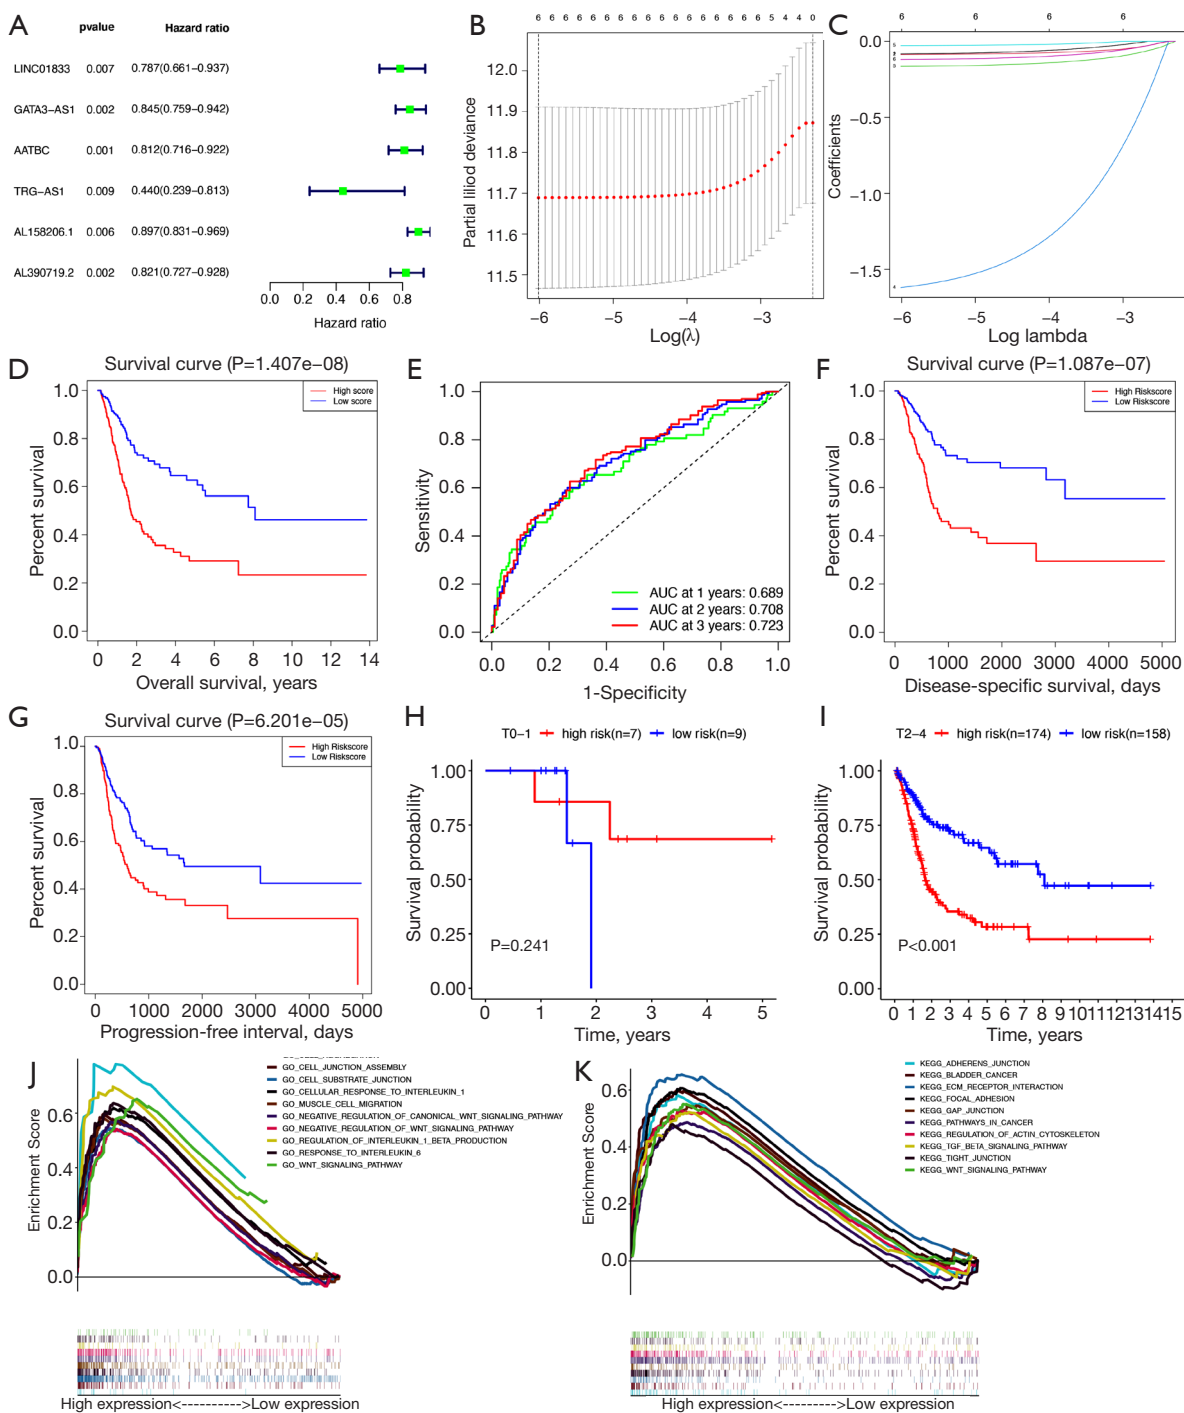 A
pvalue Hazard ratio
LINC01833 0.007 0.787(0.661−0.937)
GATA3−AS1 0.002 0.845(0.759−0.942)
AATBC 0.001 0.812(0.716−0.922)
TRG−AS1 0.009 0.440(0.239−0.813)
AL158206.1 0.006 0.897(0.831−0.969)
AL390719.2 0.002 0.821(0.727−0.928)
0.0 0.2 0.4 0.6 0.8
Hazard ratio
B
6 6 6 6 6 6 6 6 6 6 6 6 6 6 6 6 4 4 0
12.0
11.9
11.8
11.7
11.6
11.5
Partial liliod deviance
−6 −5 −4 −3
Log(λ)
C
6 6 6 6
0.0
−0.5
−1.0
−1.5
Coefficients
5
2
6
3
4
−6 −5 −4 −3
Log lambda
D
Survival curve (P=1.407e−08)
High score
Low score
1.0
0.8
0.6
0.4
0.2
0.0
Percent survival
0 2 4 6 8 10 12 14
Overall survival, years
E
1.0
0.8
0.6
0.4
0.2
0.0
Sensitivity
AUC at 1 years: 0.689
AUC at 2 years: 0.708
AUC at 3 years: 0.723
0.0 0.2 0.4 0.6 0.8 1.0
1-Specificity
F
Survival curve (P=1.087e−07)
High Riskscore
Low Riskscore
1.0
0.8
0.6
0.4
0.2
0.0
Percent survival
0 1000 2000 3000 4000 5000
Disease-specific survival, days
G
Survival curve (P=6.201e−05)
High Riskscore
Low Riskscore
1.0
0.8
0.6
0.4
0.2
0.0
Percent survival
0 1000 2000 3000 4000 5000
Progression-free interval, days
H
T0−1 high risk(n=7) low risk(n=9)
1.00
0.75
0.50
0.25
0.00
Survival probability
P=0.241
0 1 2 3 4 5
Time, years
I
T2−4 high risk(n=174) low risk(n=158)
1.00
0.75
0.50
0.25
0.00
Survival probability
P<0.001
0 1 2 3 4 5 6 7 8 9 10 11 12 13 14 15
Time, years
J
GO_CELL_JUNCTION_ASSEMBLY
GO_CELL_SUBSTRATE_JUNCTION
GO_CELLULAR_RESPONSE_TO_INTERLEUKIN_1
GO_MUSCLE_CELL_MIGRATION
GO_NEGATIVE_REGULATION_OF_CANONICAL_WNT_SIGNALING_PATHWAY
GO_NEGATIVE_REGULATION_OF_WNT_SIGNALING_PATHWAY
GO_REGULATION_OF_INTERLEUKIN_1_BETA_PRODUCTION
GO_RESPONSE_TO_INTERLEUKIN_6
GO_WNT_SIGNALING_PATHWAY
0.6
0.4
0.2
0.0
Enrichment Score
High expression<---------->Low expression
K
KEGG_ADHERENS_JUNCTION
KEGG_BLADDER_CANCER
KEGG_ECM_RECEPTOR_INTERACTION
KEGG_FOCAL_ADHESION
KEGG_GAP_JUNCTION
KEGG_PATHWAYS_IN_CANCER
KEGG_REGULATION_OF_ACTIN_CYTOSKELETON
KEGG_TGF_BETA_SIGNALING_PATHWAY
KEGG_TIGHT_JUNCTION
KEGG_WNT_SIGNALING_PATHWAY
0.6
0.4
0.2
0.0
Enrichment Score
High expression<---------->Low expression